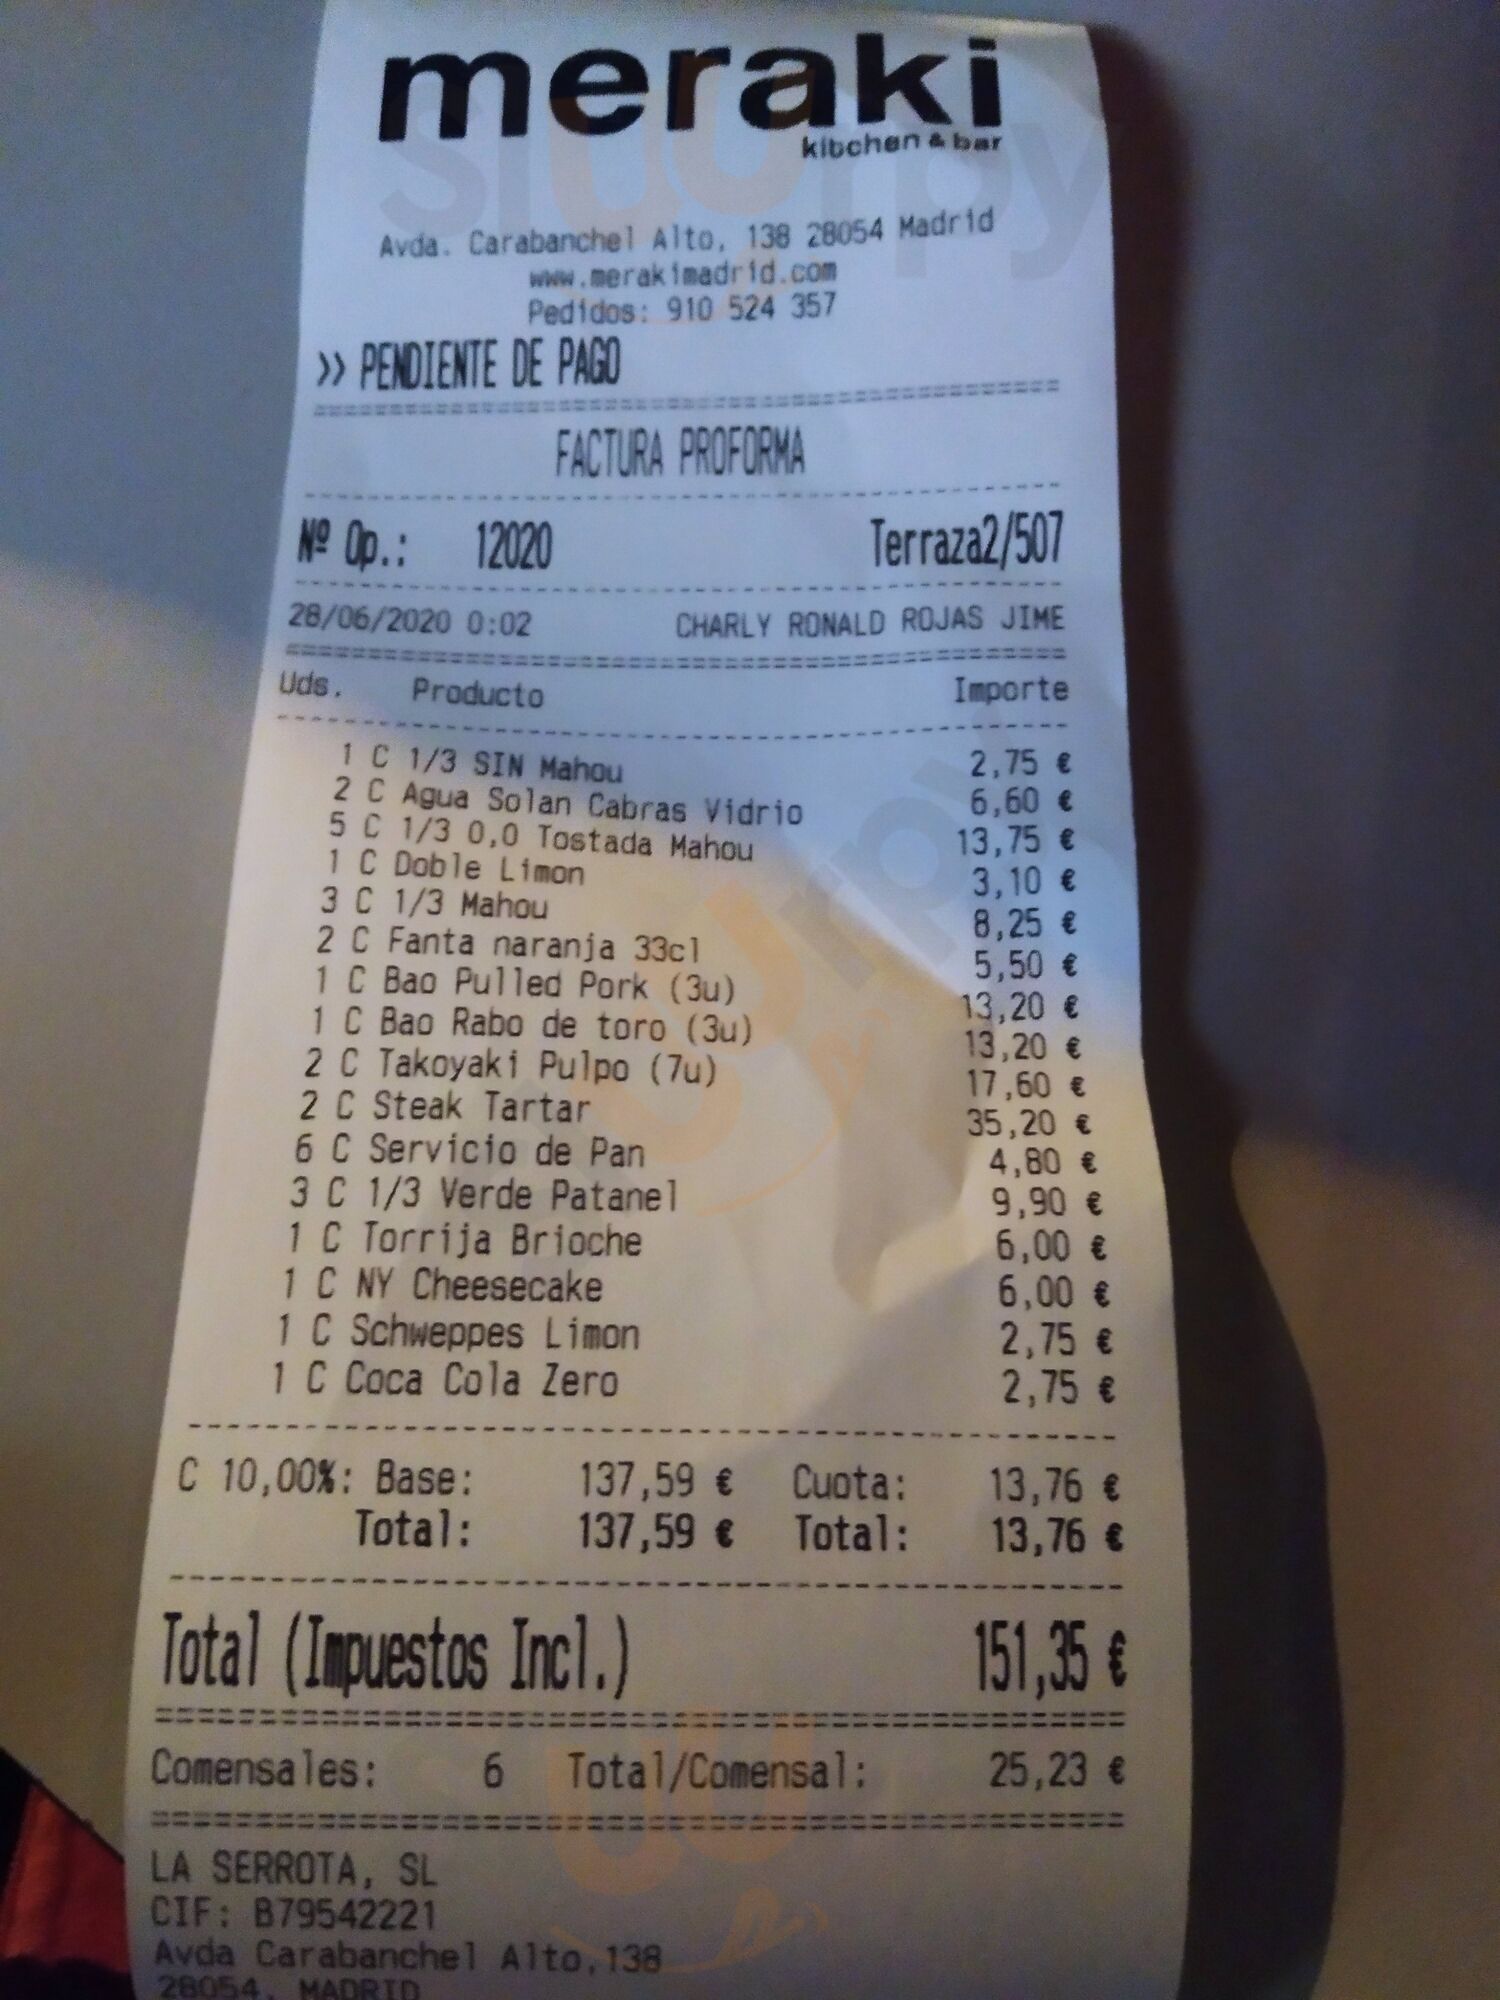 meraki
kitchen & bar
Avda. Carabanchel Alto, 138 28054 Madrid
www.merakimadrid.com
Pedidos: 910 524 357
>> PENDIENTE DE PAGO
FACTURA PROFORMA
Nº Op.: 12020 Terraza2/507
28/06/2020 0:02 CHARLY RONALD ROJAS JIME
Uds. Producto Importe
1 C 1/3 SIN Mahou 2,75 €
2 C Agua Solan Cabras Vidrio 6,60 €
5 C 1/3 0,0 Tostada Mahou 13,75 €
1 C Doble Limon 3,10 €
3 C 1/3 Mahou 8,25 €
2 C Fanta naranja 33cl 5,50 €
1 C Bao Pulled Pork (3u) 13,20 €
1 C Bao Rabo de toro (3u) 13,20 €
2 C Takoyaki Pulpo (7u) 17,60 €
2 C Steak Tartar 35,20 €
6 C Servicio de Pan 4,80 €
3 C 1/3 Verde Patanel 9,90 €
1 C Torrija Brioche 6,00 €
1 C NY Cheesecake 6,00 €
1 C Schweppes Limon 2,75 €
1 C Coca Cola Zero 2,75 €
C 10,00%: Base: 137,59 € Cuota: 13,76 €
Total: 137,59 € Total: 13,76 €
Total (Impuestos Incl.) 151,35 €
Comensales: 6 Total/Comensal: 25,23 €
LA SERROTA, SL
CIF: B79542221
Avda Carabanchel Alto,138
28054, MADRID
sluurpy